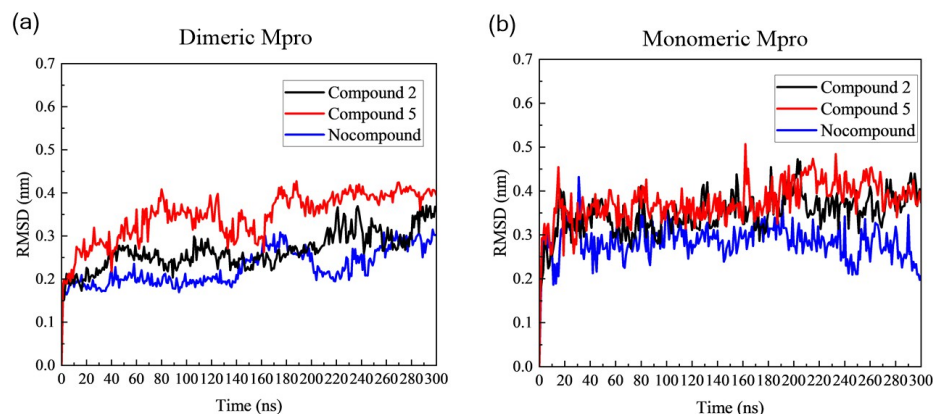 (a)
Dimeric Mpro
0.7
0.6
0.5
0.4
0.3
0.2
0.1
0.0
RMSD (nm)
Compound 2
Compound 5
Nocompound
0 20 40 60 80 100 120 140 160 180 200 220 240 260 280 300
Time (ns)
(b)
Monomeric Mpro
0.7
0.6
0.5
0.4
0.3
0.2
0.1
0.0
RMSD (nm)
Compound 2
Compound 5
Nocompound
0 20 40 60 80 100 120 140 160 180 200 220 240 260 280 300
Time (ns)